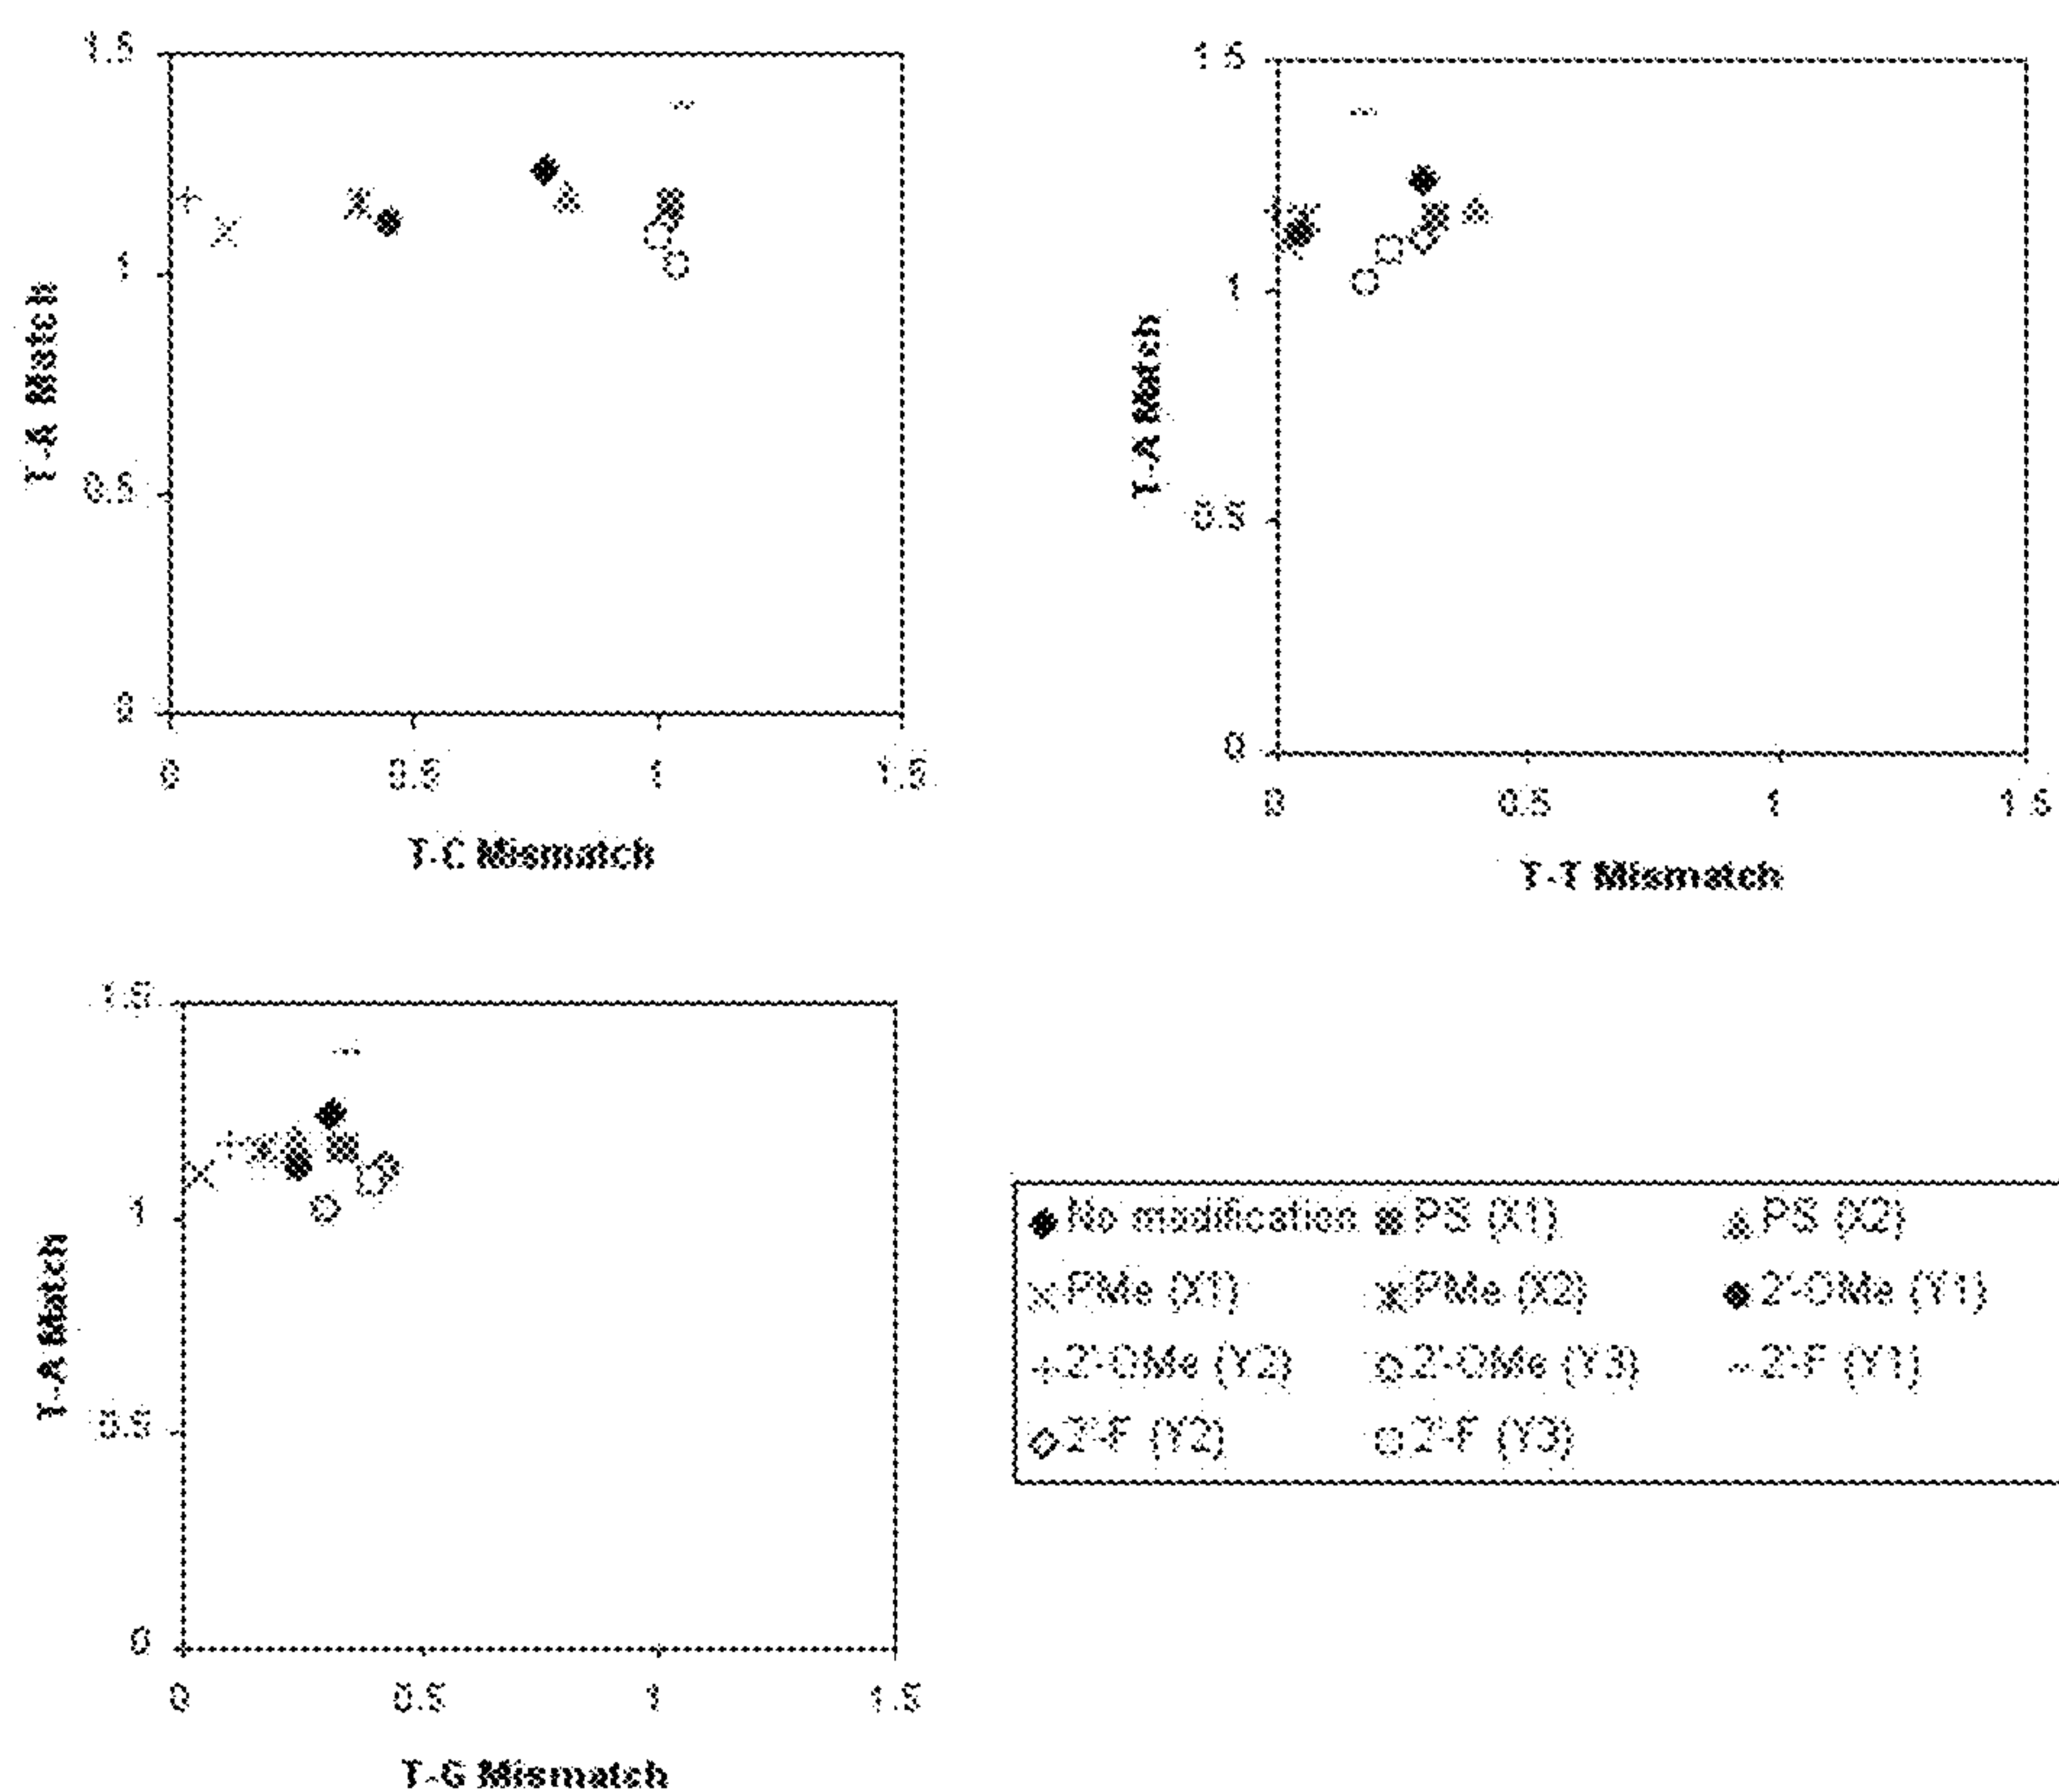 1.5
1
0.5
0
0
0.5
1
1.5
T-A Match
T-C Mismatch
1.5
1
0.5
0
0
0.5
1
1.5
T-A Match
T-T Mismatch
1.5
1
0.5
0
0
0.5
1
1.5
T-A Match
T-G Mismatch
No modification PS (X1) PS (X2)
PMe (X1) PMe (X2) 2'-OMe (Y1)
2'-OMe (Y2) 2'-OMe (Y3) 2'-F (Y1)
2'-F (Y2) 2'-F (Y3)